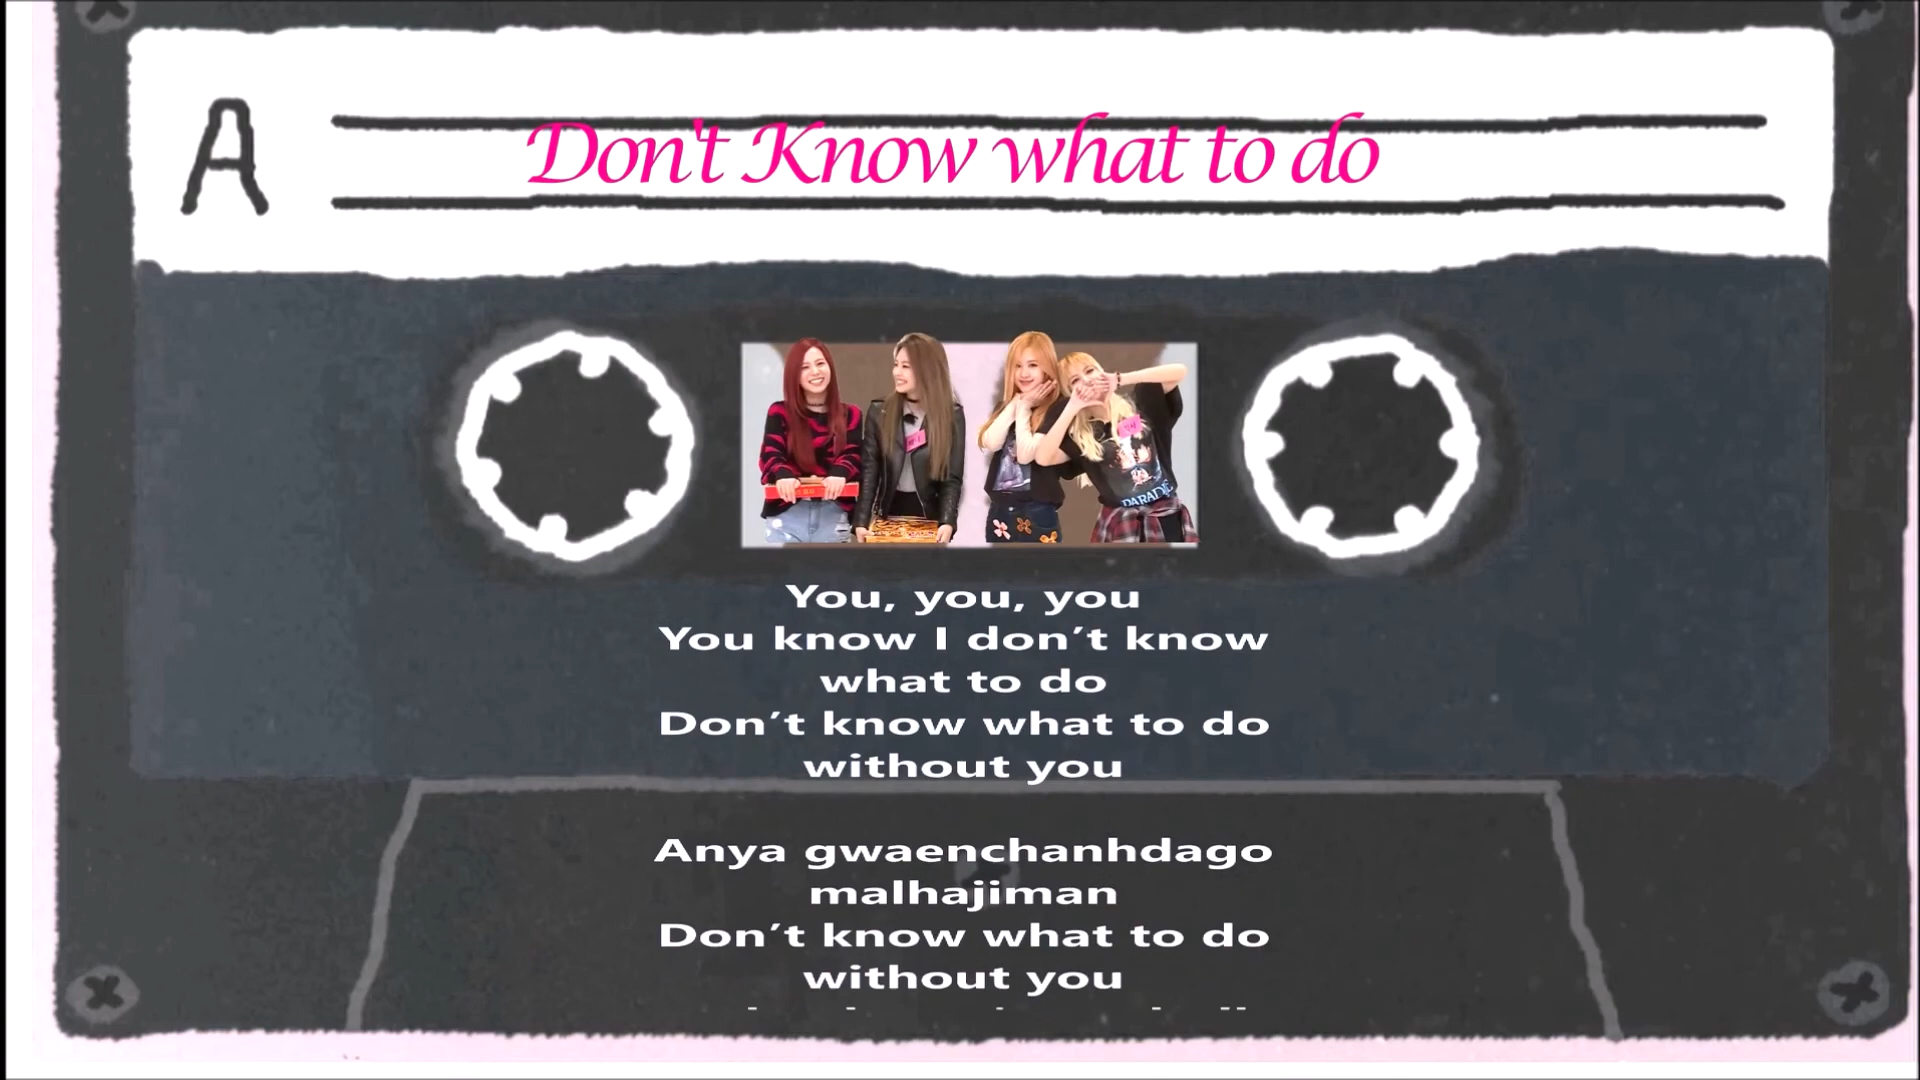 A
Don't Know what to do
PARADISE
You, you, you
You know I don't know
what to do
Don't know what to do
without you
Anya gwaenchanhdago
malhajiman
Don't know what to do
without you